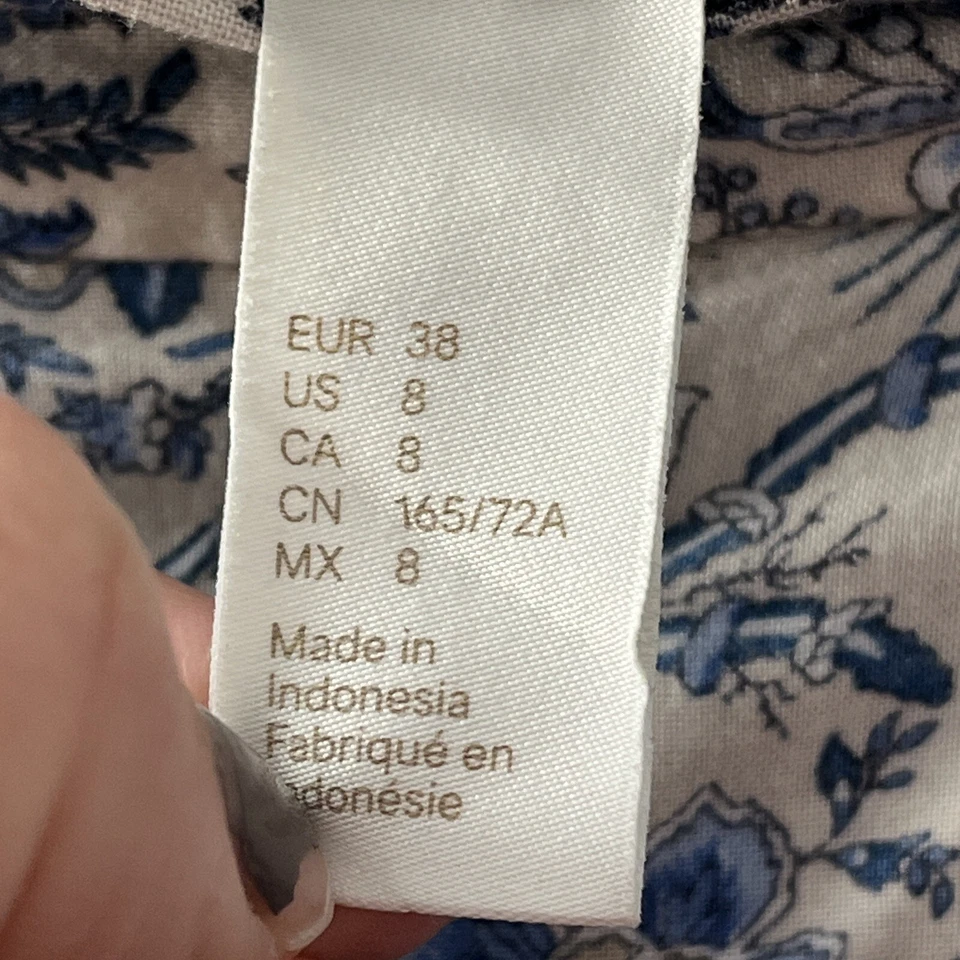 EUR 38
US 8
CA 8
CN 165/72A
MX 8
Made in
Indonesia
Fabriqué en
Indonésie